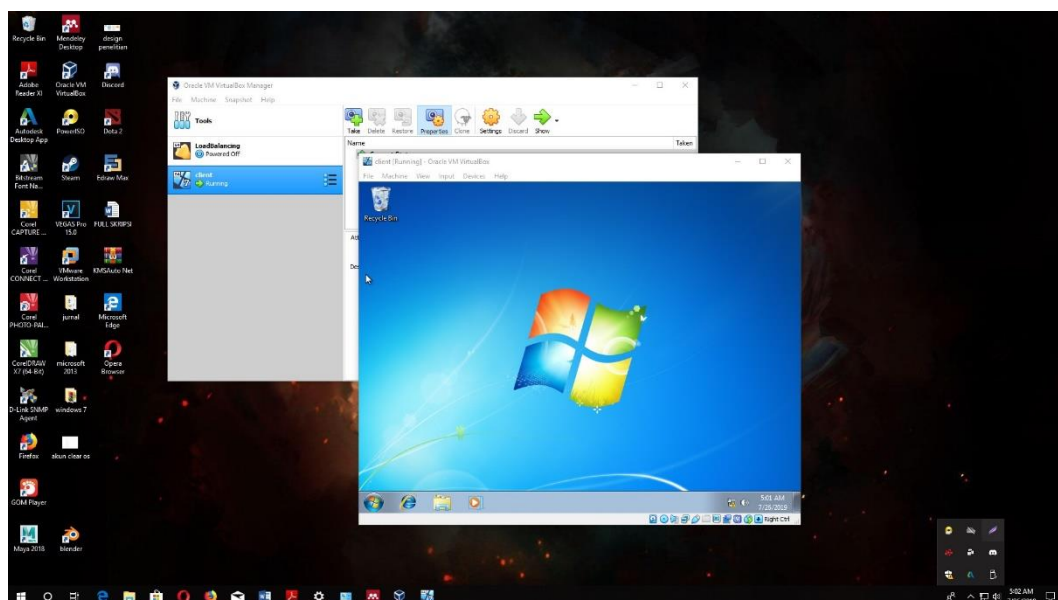 Recycle Bin
Mendeley
Desktop
design
penelitian
Adobe
Reader XI
Oracle VM
VirtualBox
Discord
Autodesk
Desktop App
PowerISO
Dota 2
Bitstream
Font Na...
Steam
Edraw Max
Corel
CAPTURE ...
VEGAS Pro
15.0
FULL SKRIPSI
Corel
CONNECT ...
VMware
Workstation
KMSAuto Net
Corel
PHOTO-PAI...
jurnal
Microsoft
Edge
CorelDRAW
X7 (64-Bit)
microsoft
2013
Opera
Browser
D-Link SNMP
Agent
windows 7
Firefox
akun clear os
GOM Player
Maya 2018
blender
Oracle VM VirtualBox Manager
File Machine Snapshot Help
Tools
Take Delete Restore Properties Clone Settings Discard Show
LoadBalancing
Powered Off
client
Running
Name
Taken
client [Running] - Oracle VM VirtualBox
File Machine View Input Devices Help
Recycle Bin
5:01 AM
7/26/2019
Right Ctrl
5:02 AM